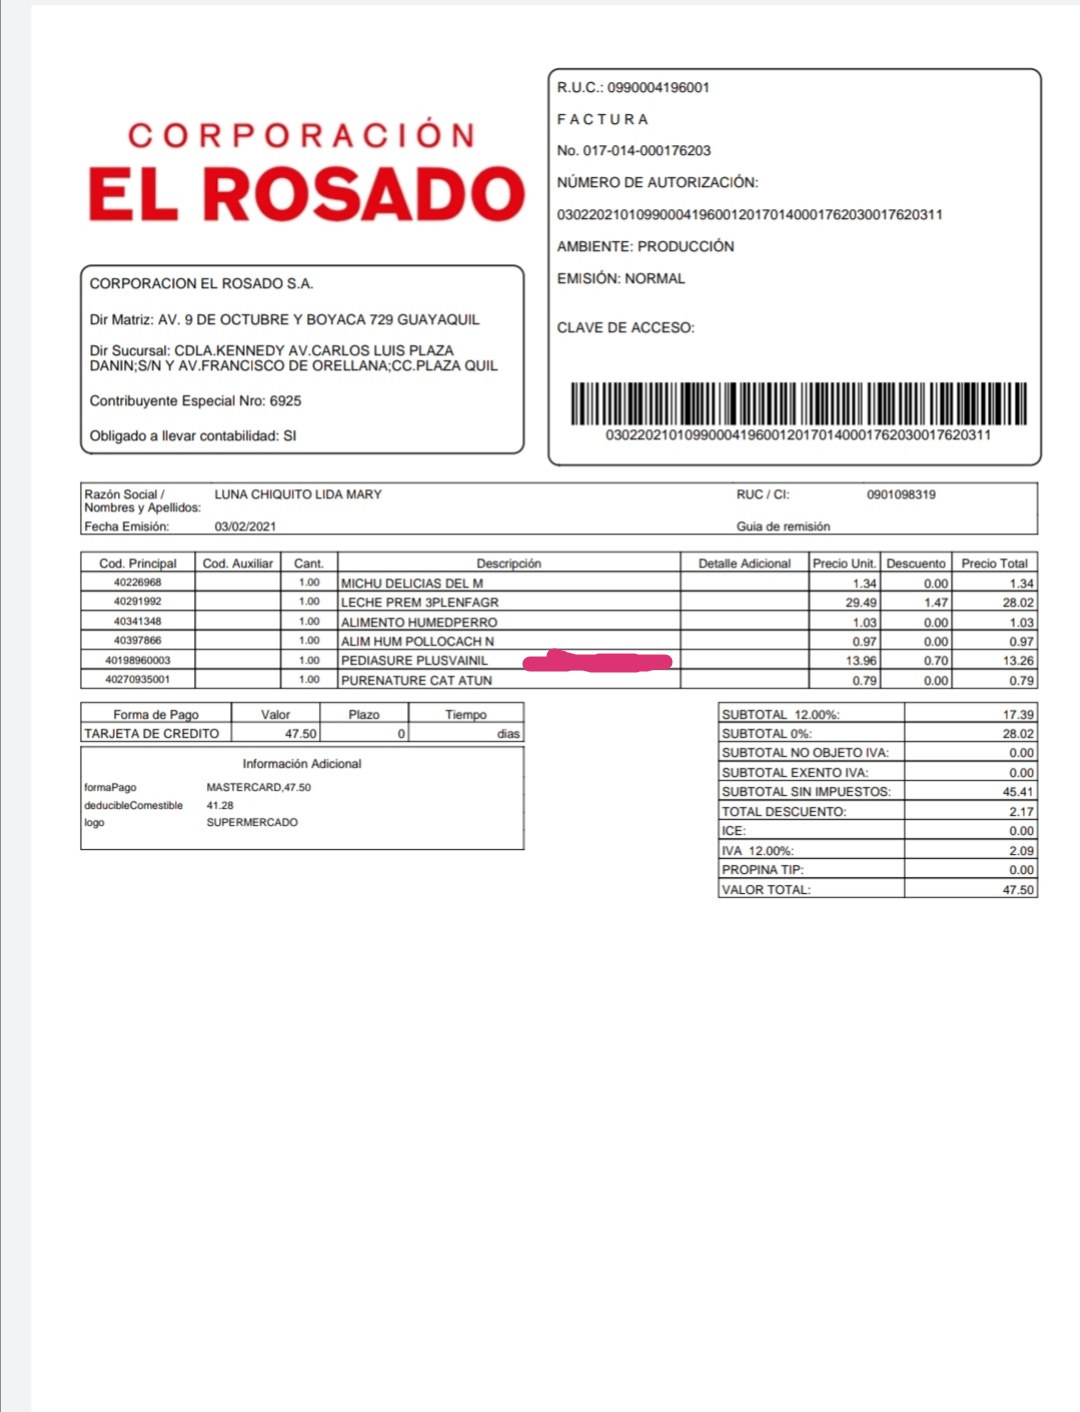 CORPORACIÓN
EL ROSADO
R.U.C.: 0990004196001
FACTURA
No. 017-014-000176203
NÚMERO DE AUTORIZACIÓN:
0302202101099000419600120170140001762030017620311
AMBIENTE: PRODUCCIÓN
EMISIÓN: NORMAL
CLAVE DE ACCESO:
0302202101099000419600120170140001762030017620311
CORPORACION EL ROSADO S.A.
Dir Matriz: AV. 9 DE OCTUBRE Y BOYACA 729 GUAYAQUIL
Dir Sucursal: CDLA.KENNEDY AV.CARLOS LUIS PLAZA
DANIN;S/N Y AV.FRANCISCO DE ORELLANA;CC.PLAZA QUIL
Contribuyente Especial Nro: 6925
Obligado a llevar contabilidad: SI
Razón Social / LUNA CHIQUITO LIDA MARY RUC / CI: 0901098319
Nombres y Apellidos:
Fecha Emisión: 03/02/2021 Guia de remisión
Cod. Principal Cod. Auxiliar Cant. Descripción Detalle Adicional Precio Unit. Descuento Precio Total
40226968 1.00 MICHU DELICIAS DEL M 1.34 0.00 1.34
40291992 1.00 LECHE PREM 3PLENFAGR 29.49 1.47 28.02
40341348 1.00 ALIMENTO HUMEDPERRO 1.03 0.00 1.03
40397866 1.00 ALIM HUM POLLOCACH N 0.97 0.00 0.97
40198960003 1.00 PEDIASURE PLUSVAINIL 13.96 0.70 13.26
40270935001 1.00 PURENATURE CAT ATUN 0.79 0.00 0.79
Forma de Pago Valor Plazo Tiempo
TARJETA DE CREDITO 47.50 0 dias
Información Adicional
formaPago MASTERCARD,47.50
deducibleComestible 41.28
logo SUPERMERCADO
SUBTOTAL 12.00%: 17.39
SUBTOTAL 0%: 28.02
SUBTOTAL NO OBJETO IVA: 0.00
SUBTOTAL EXENTO IVA: 0.00
SUBTOTAL SIN IMPUESTOS: 45.41
TOTAL DESCUENTO: 2.17
ICE: 0.00
IVA 12.00%: 2.09
PROPINA TIP: 0.00
VALOR TOTAL: 47.50